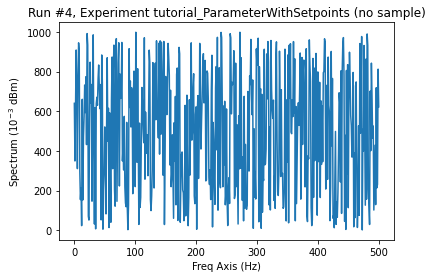 Run #4, Experiment tutorial_ParameterWithSetpoints (no sample)
1000
800
600
400
200
0
Spectrum (10⁻³ dBm)
0 100 200 300 400 500
Freq Axis (Hz)